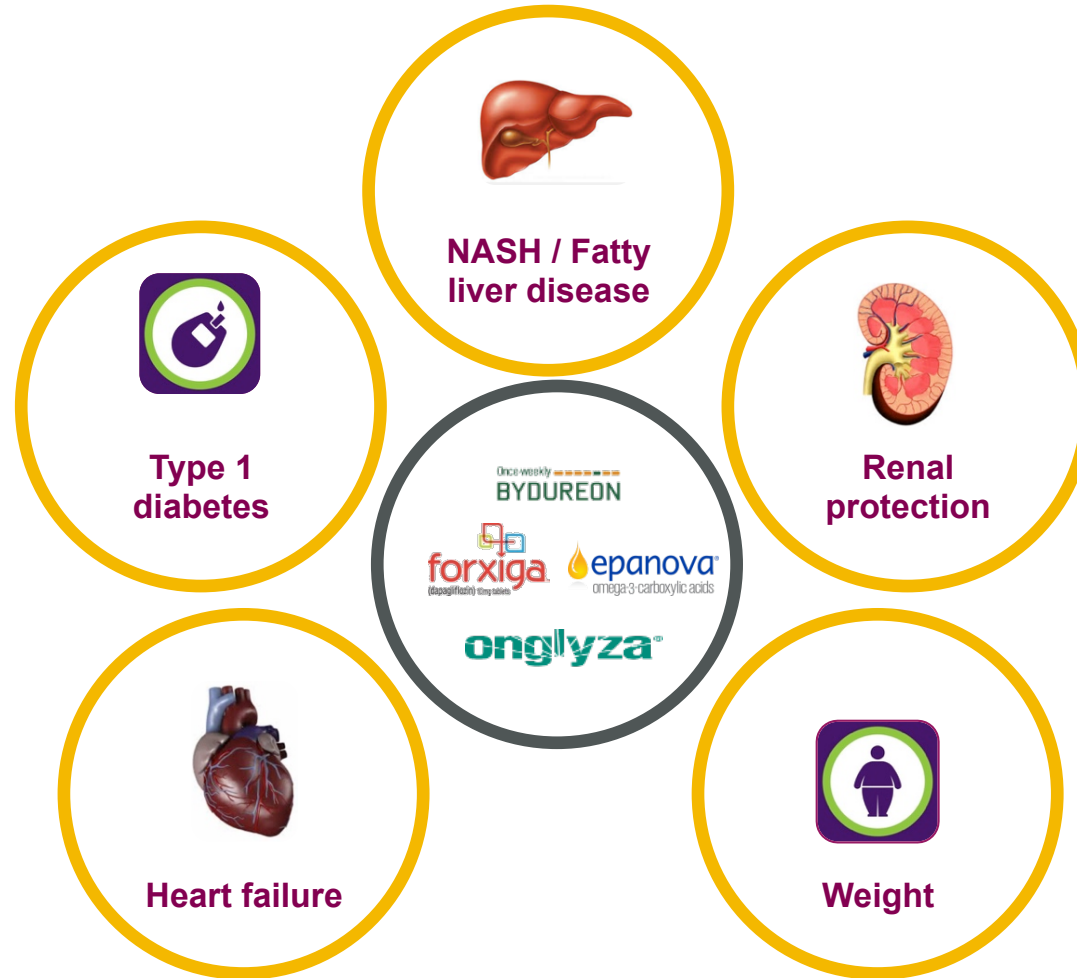 NASH / Fatty
liver disease
Type 1
diabetes
Renal
protection
Once-weekly
BYDUREON
forxiga
(dapagliflozin) 10mg tablets
epanova®
omega-3-carboxylic acids
onglyza®
Heart failure
Weight